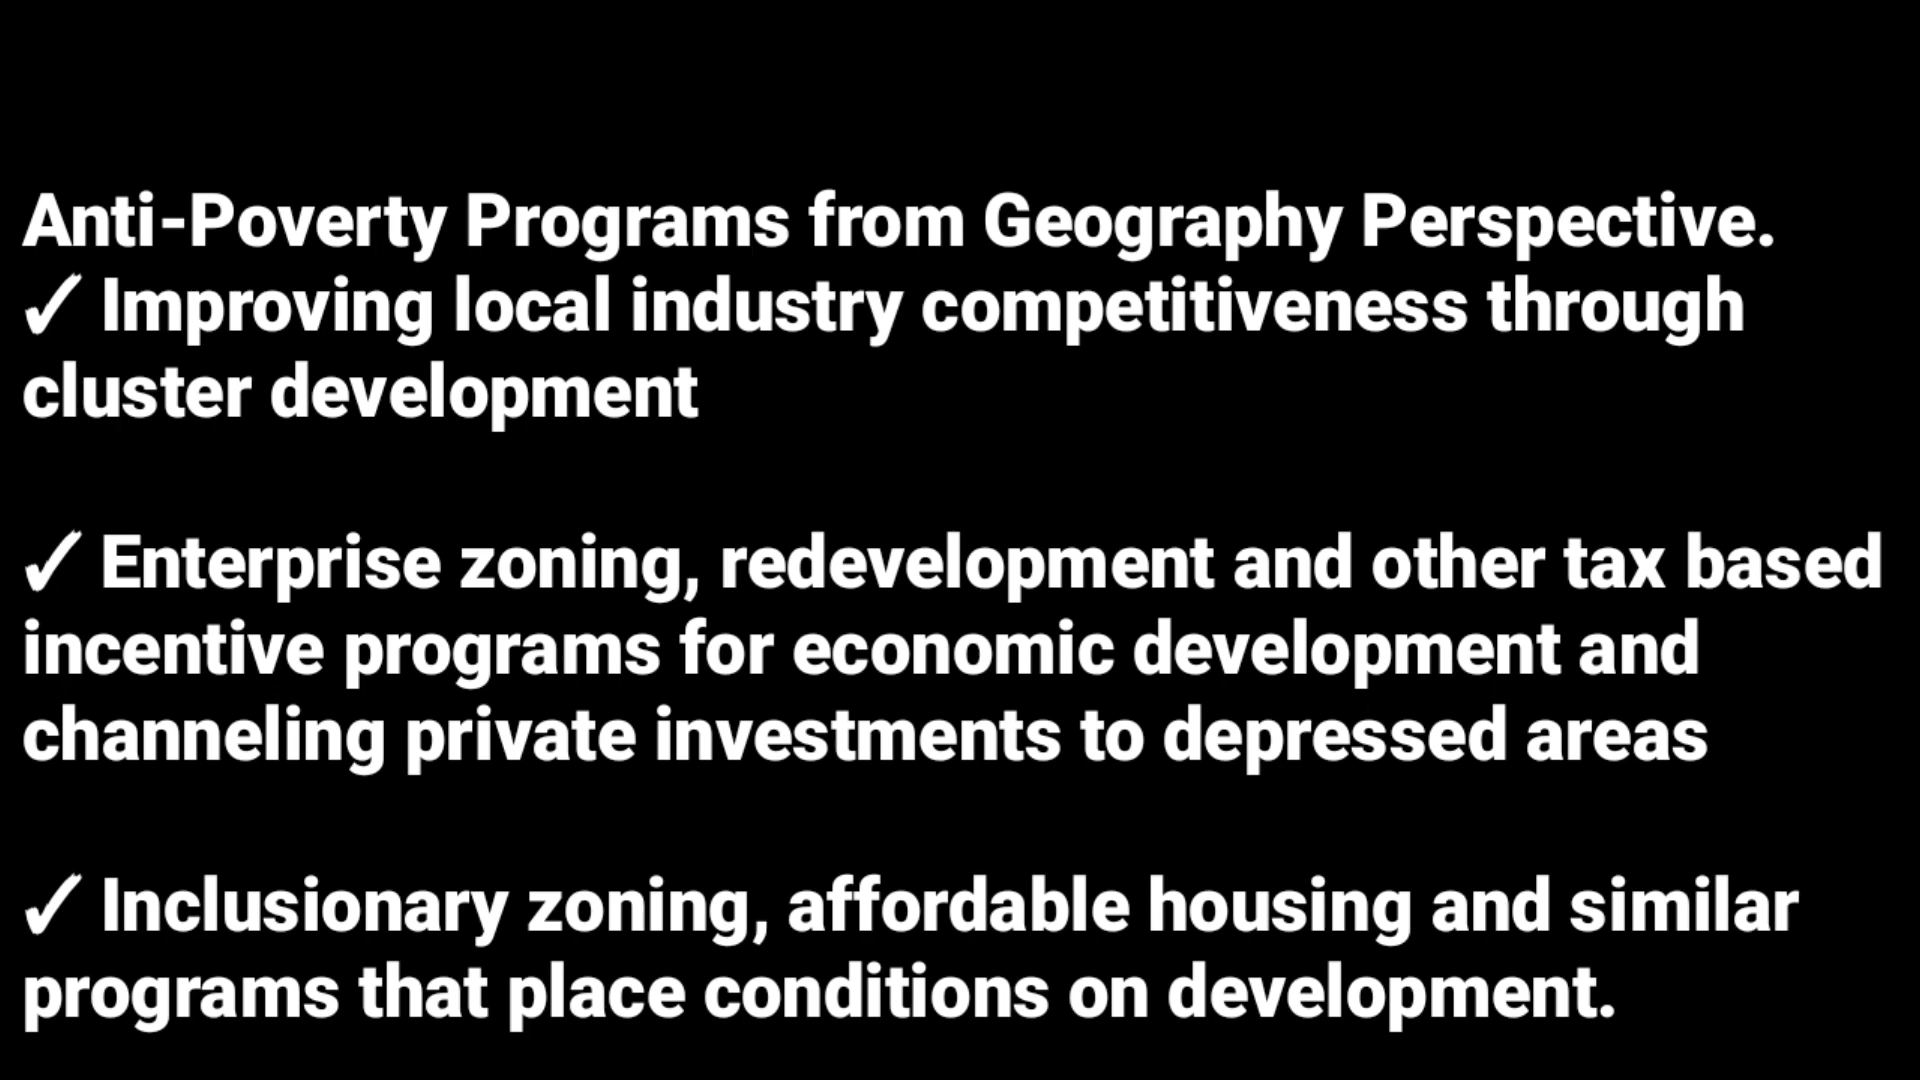 Anti-Poverty Programs from Geography Perspective.
✓ Improving local industry competitiveness through
cluster development
✓ Enterprise zoning, redevelopment and other tax based
incentive programs for economic development and
channeling private investments to depressed areas
✓ Inclusionary zoning, affordable housing and similar
programs that place conditions on development.